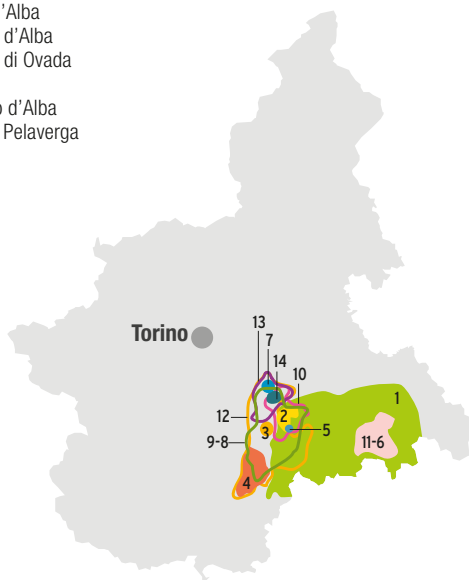 ’Alba
d’Alba
di Ovada
o d’Alba
Pelaverga
Torino
13
7
14
10
1
12
2
3
5
9-8
11-6
4